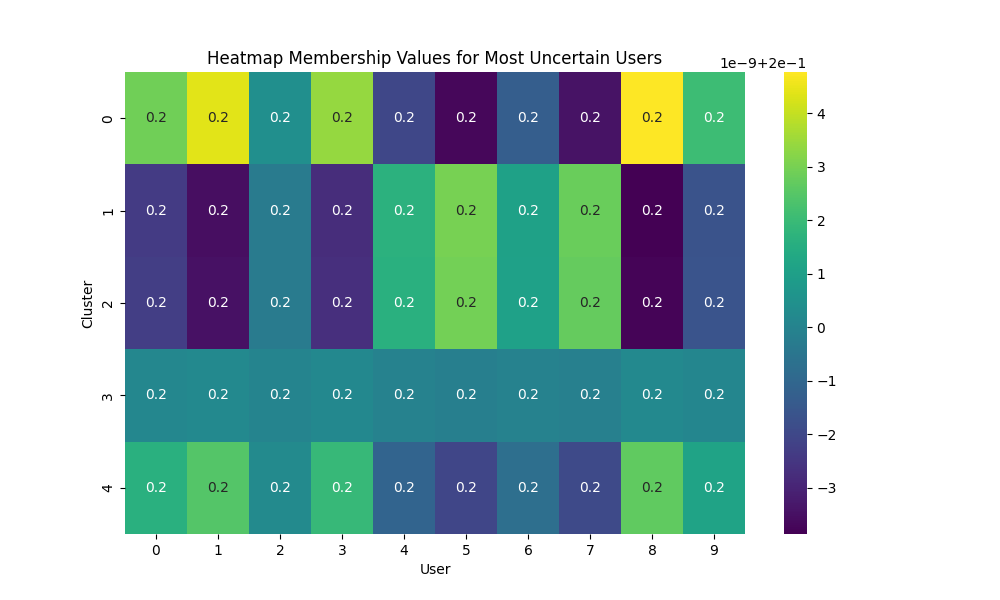 Heatmap Membership Values for Most Uncertain Users
1e−9+2e−1
0 0.2 0.2 0.2 0.2 0.2 0.2 0.2 0.2 0.2 0.2
1 0.2 0.2 0.2 0.2 0.2 0.2 0.2 0.2 0.2 0.2
2 0.2 0.2 0.2 0.2 0.2 0.2 0.2 0.2 0.2 0.2
3 0.2 0.2 0.2 0.2 0.2 0.2 0.2 0.2 0.2 0.2
4 0.2 0.2 0.2 0.2 0.2 0.2 0.2 0.2 0.2 0.2
Cluster
0 1 2 3 4 5 6 7 8 9
User
4
3
2
1
0
−1
−2
−3